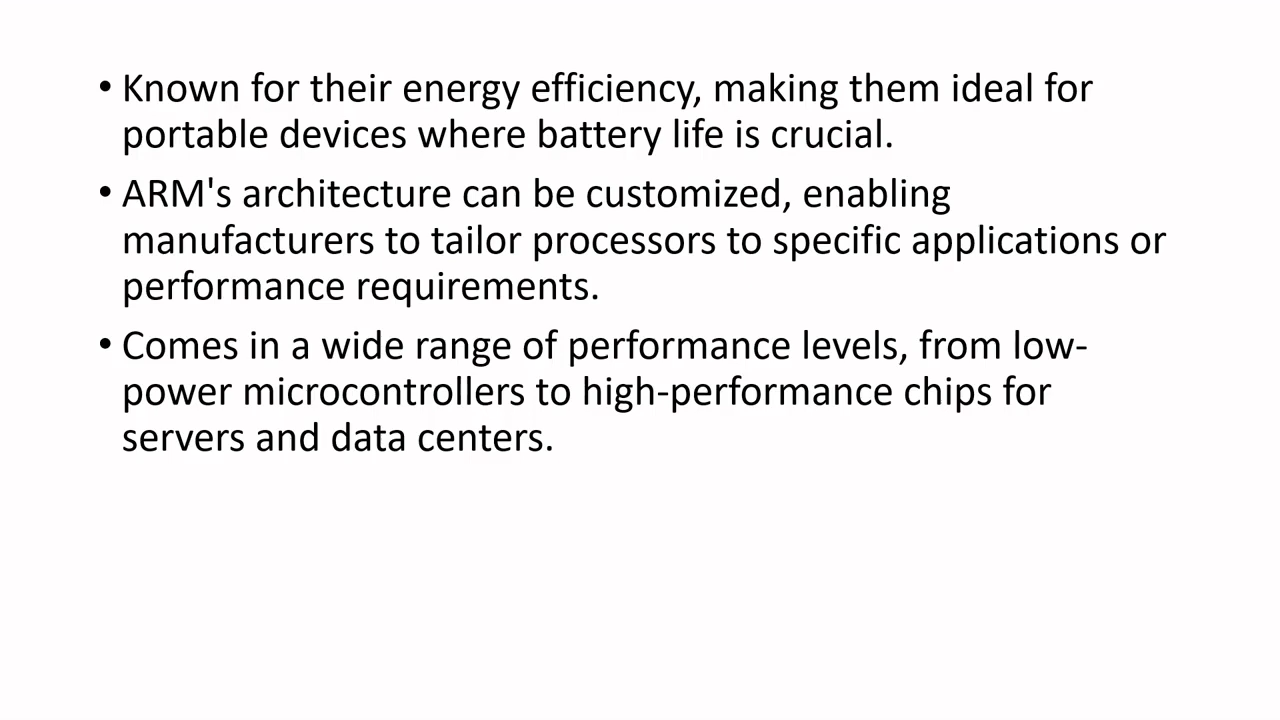 • Known for their energy efficiency, making them ideal for
portable devices where battery life is crucial.
• ARM's architecture can be customized, enabling
manufacturers to tailor processors to specific applications or
performance requirements.
• Comes in a wide range of performance levels, from low-
power microcontrollers to high-performance chips for
servers and data centers.